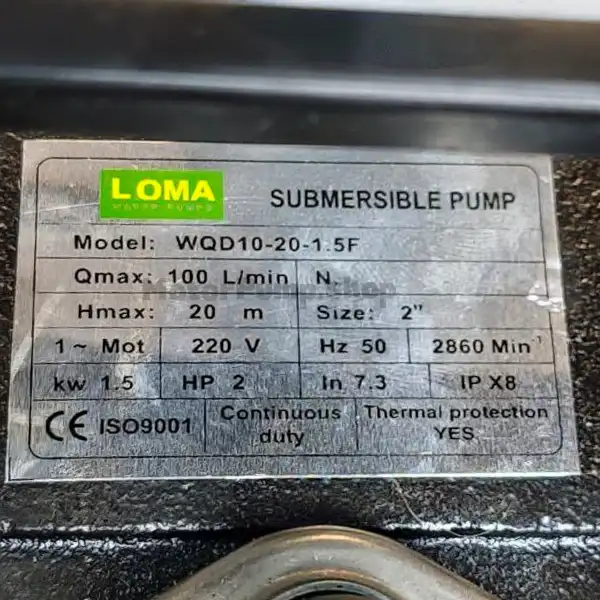 LOMA
WATER PUMPS
SUBMERSIBLE PUMP
Model: WQD10-20-1.5F
Qmax: 100 L/min N.
Hmax: 20 m Size: 2"
1~ Mot 220 V Hz 50 2860 Min⁻¹
kw 1.5 HP 2 In 7.3 IP X8
CE ISO9001 Continuous duty Thermal protection YES